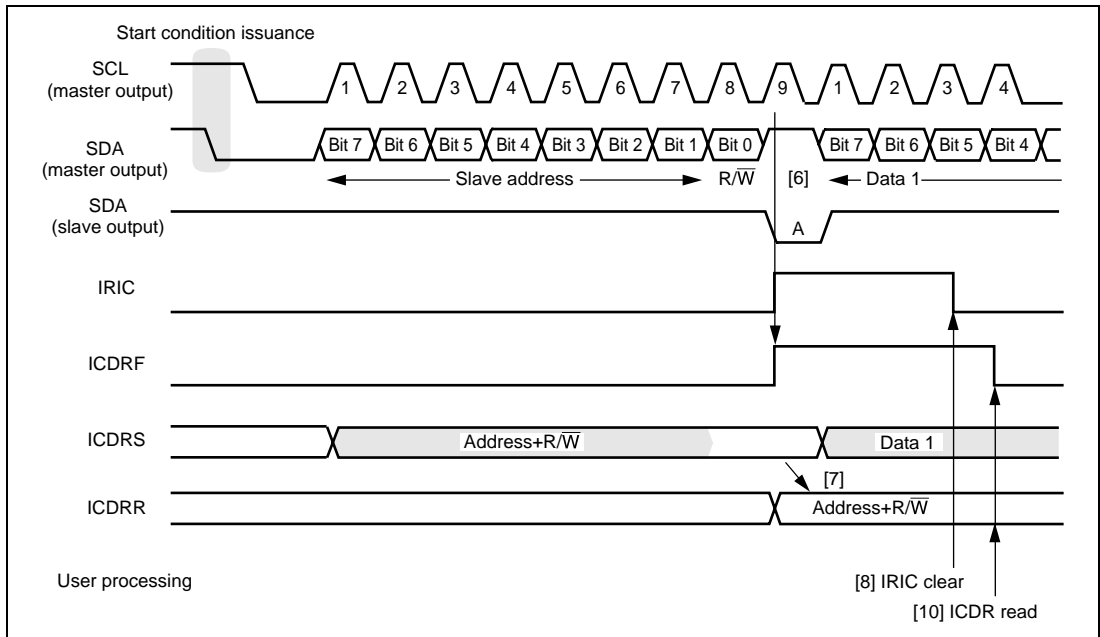 Start condition issuance
SCL
(master output)
1 2 3 4 5 6 7 8 9 1 2 3 4
SDA
(master output)
Bit 7 Bit 6 Bit 5 Bit 4 Bit 3 Bit 2 Bit 1 Bit 0 Bit 7 Bit 6 Bit 5 Bit 4
Slave address R/W̅ [6] Data 1
SDA
(slave output)
A
IRIC
ICDRF
ICDRS
Address+R/W̅ Data 1
[7]
ICDRR
Address+R/W̅
User processing
[8] IRIC clear
[10] ICDR read